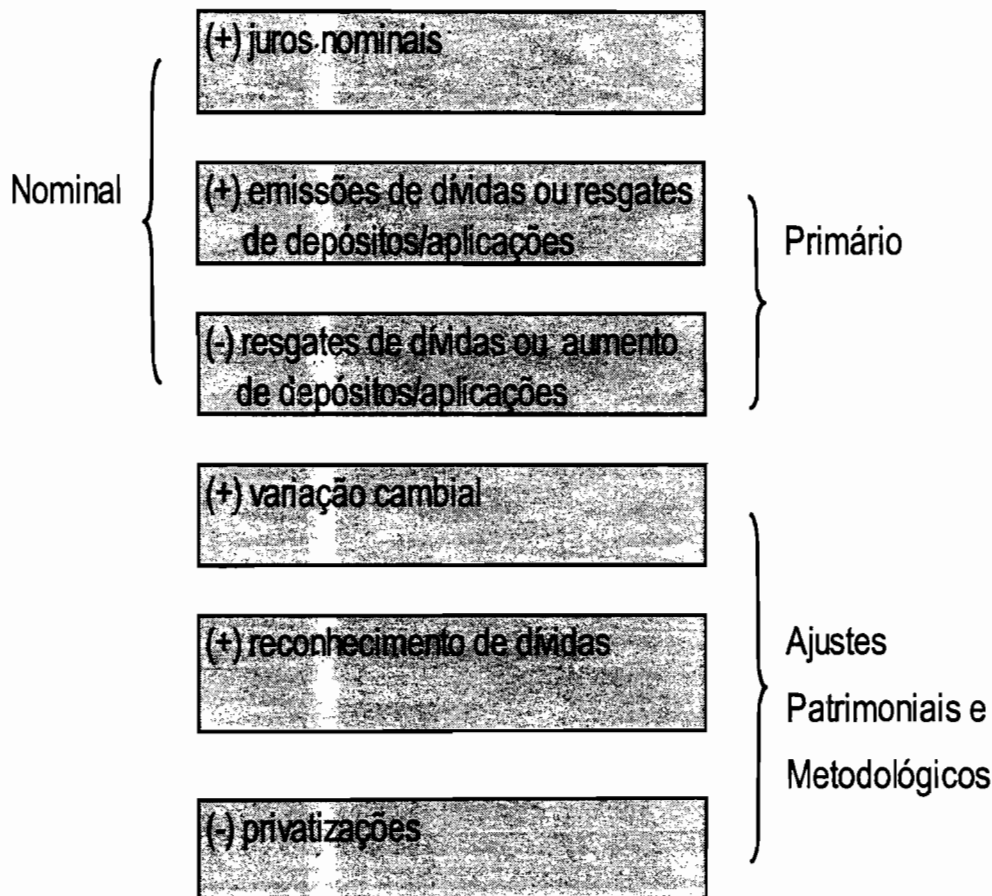 (+) juros nominais
Nominal
(+) emissões de dívidas ou resgates
de depósitos/aplicações
Primário
(-) resgates de dívidas ou aumento
de depósitos/aplicações
(+) variação cambial
(+) reconhecimento de dívidas
Ajustes
Patrimoniais e
Metodológicos
(-) privatizações